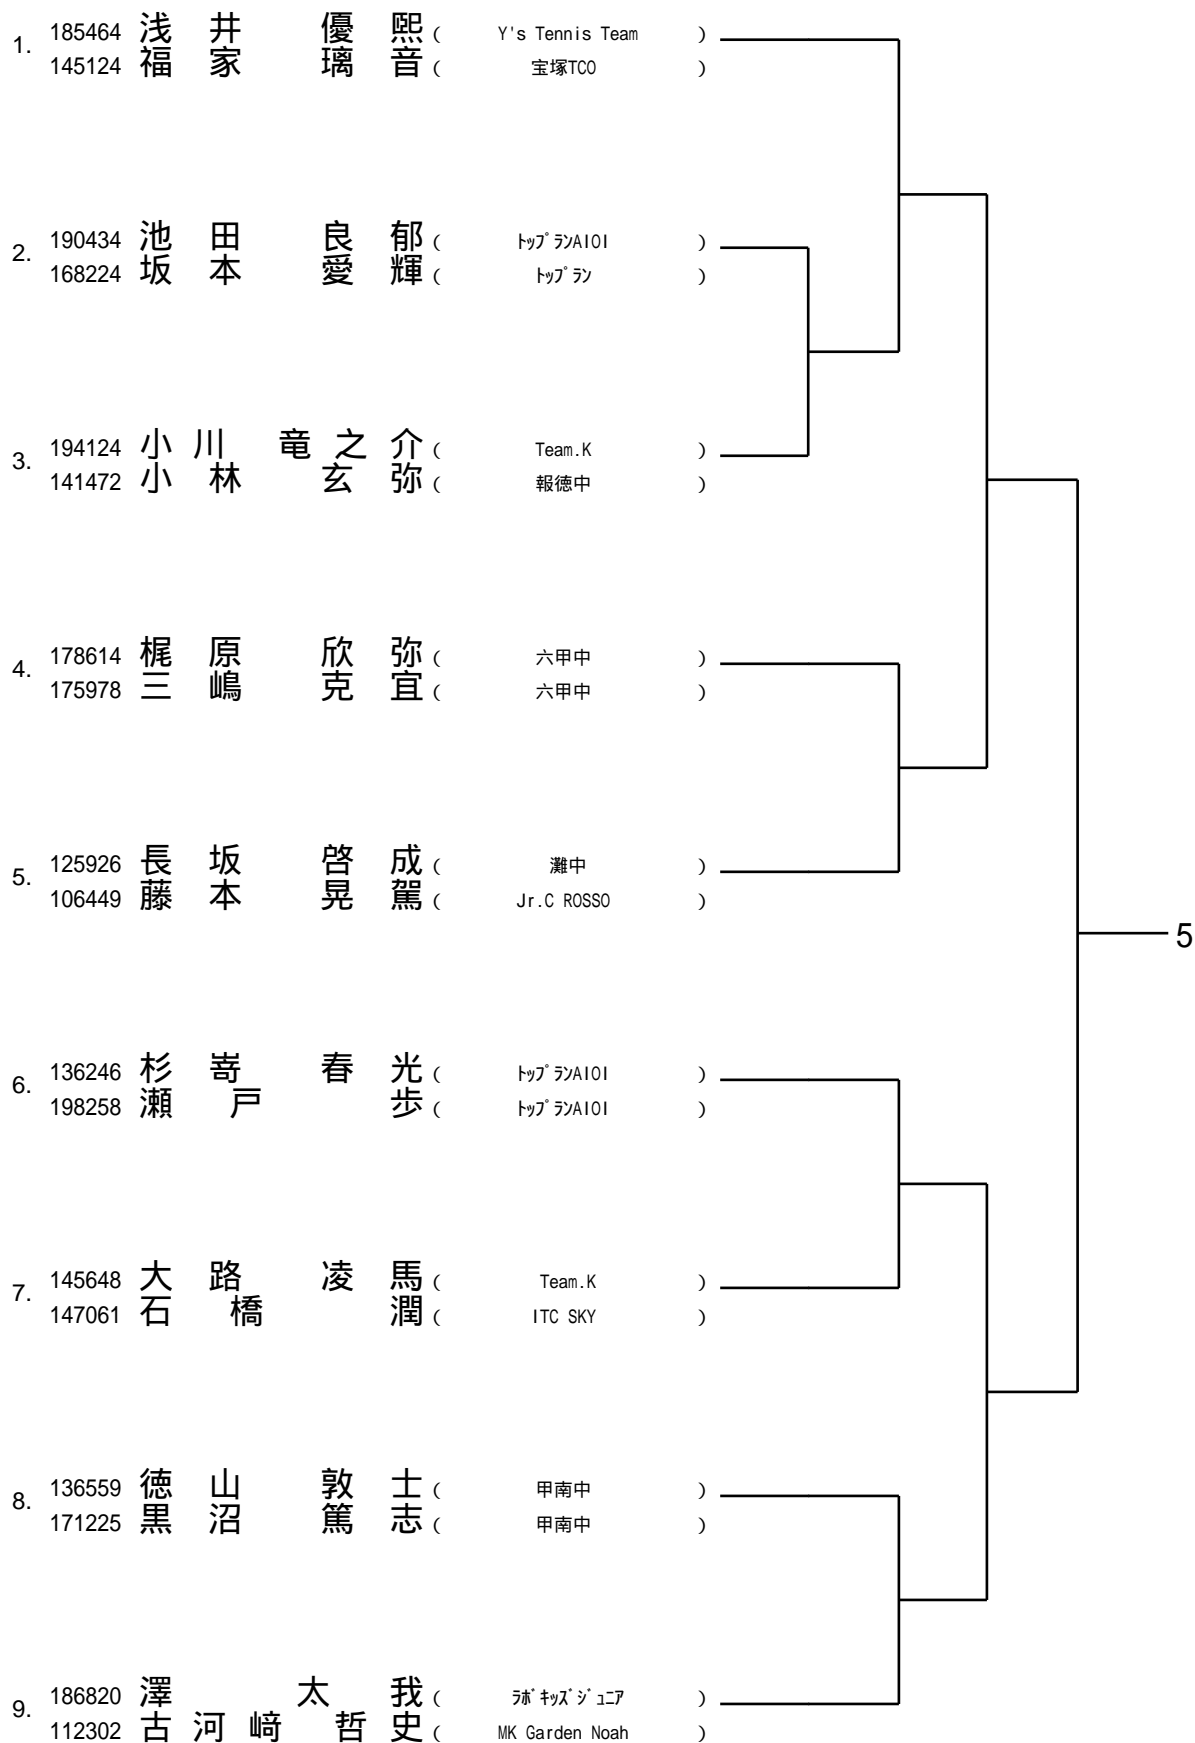 1. 185464 浅井 優熙 ( Y's Tennis Team )
145124 福家 璃音 ( 宝塚TCO )
2. 190434 池田 良郁 ( ﾄｯﾌﾟﾗﾝAIOI )
168224 坂本 愛輝 ( ﾄｯﾌﾟﾗﾝ )
3. 194124 小川 竜之介 ( Team.K )
141472 小林 玄弥 ( 報徳中 )
4. 178614 梶原 欣弥 ( 六甲中 )
175978 三嶋 克宜 ( 六甲中 )
5. 125926 長坂 啓成 ( 灘中 )
106449 藤本 晃駕 ( Jr.C ROSSO )
5
6. 136246 杉嵜 春光 ( ﾄｯﾌﾟﾗﾝAIOI )
198258 瀬戸 歩 ( ﾄｯﾌﾟﾗﾝAIOI )
7. 145648 大路 凌馬 ( Team.K )
147061 石橋 潤 ( ITC SKY )
8. 136559 徳山 敦士 ( 甲南中 )
171225 黒沼 篤志 ( 甲南中 )
9. 186820 澤 太我 ( ﾗﾎﾞｷｯｽﾞｼﾞｭﾆｱ )
112302 古河﨑 哲史 ( MK Garden Noah )